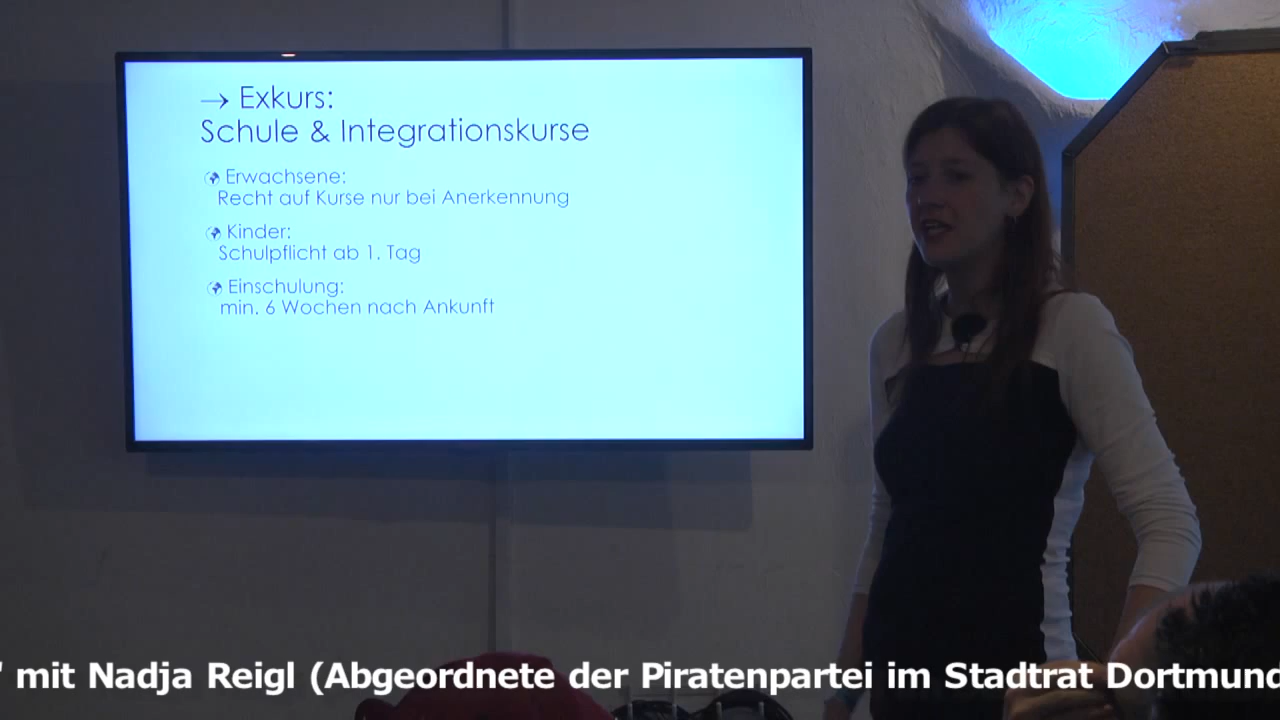 → Exkurs:
Schule & Integrationskurse
Erwachsene:
Recht auf Kurse nur bei Anerkennung
Kinder:
Schulpflicht ab 1. Tag
Einschulung:
min. 6 Wochen nach Ankunft
" mit Nadja Reigl (Abgeordnete der Piratenpartei im Stadtrat Dortmund